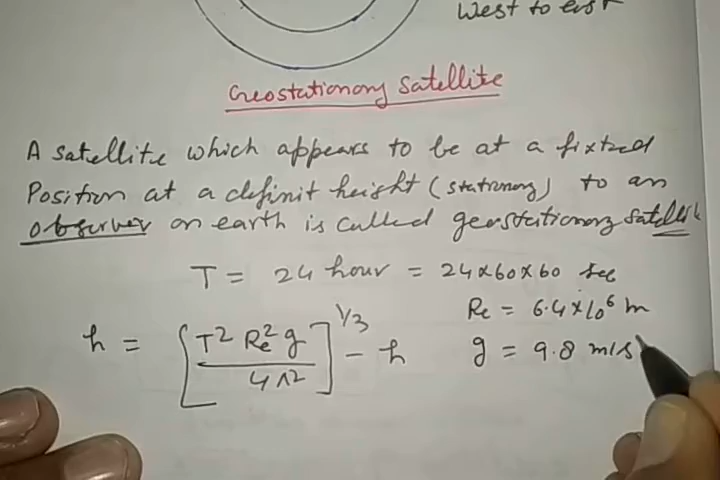 West to east
Geostationary Satellite
A satellite which appears to be at a fixted
Position at a definit height (stationary) to an
observer on earth is called geostationary satellite
T = 24 hour = 24×60×60 sec
Re = 6.4×10⁶ m
h = [T² Re² g / 4π²]^1/3 - h
g = 9.8 m/s